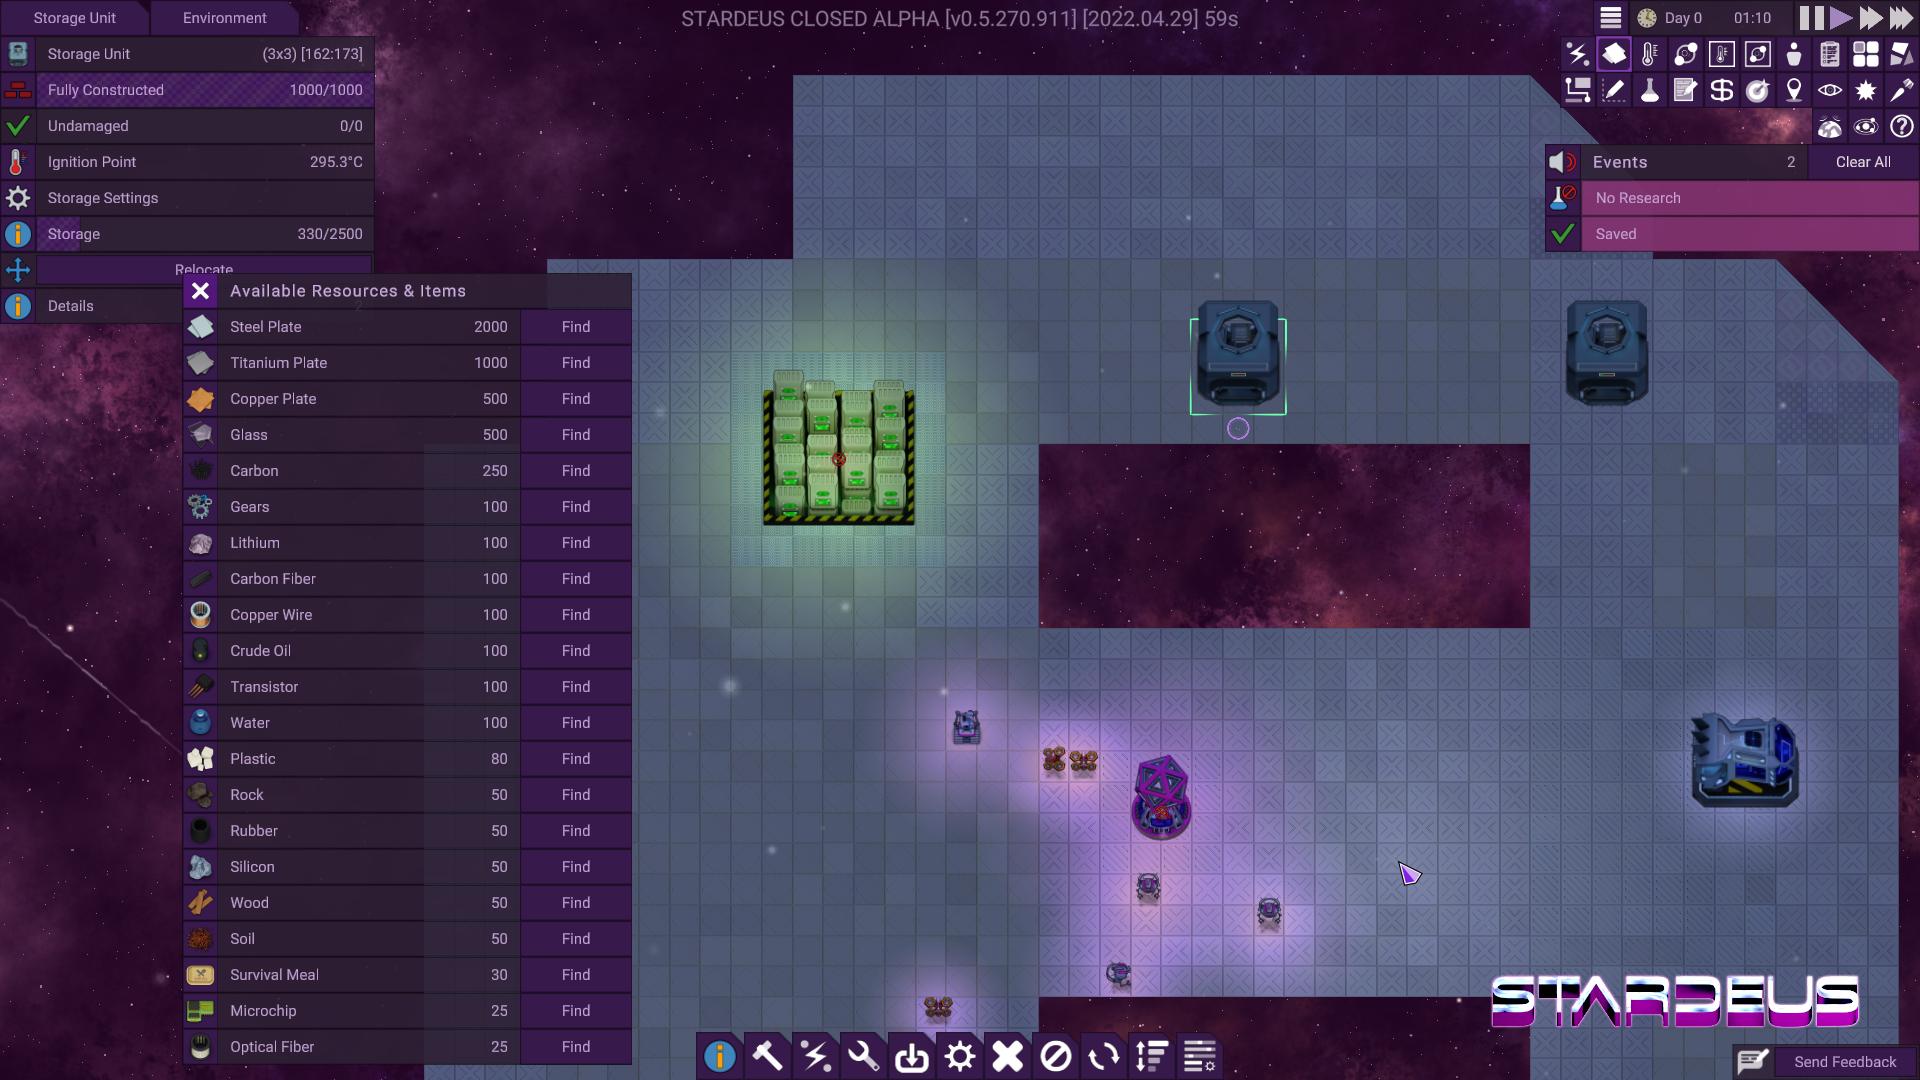 Storage Unit
Environment
STARDEUS CLOSED ALPHA [v0.5.270.911] [2022.04.29] 59s
Day 0
01:10
Storage Unit (3x3) [162:173]
Fully Constructed 1000/1000
Undamaged 0/0
Ignition Point 295.3°C
Storage Settings
Storage 330/2500
Relocate
Details
Events 2 Clear All
No Research
Saved
Available Resources & Items
Steel Plate 2000 Find
Titanium Plate 1000 Find
Copper Plate 500 Find
Glass 500 Find
Carbon 250 Find
Gears 100 Find
Lithium 100 Find
Carbon Fiber 100 Find
Copper Wire 100 Find
Crude Oil 100 Find
Transistor 100 Find
Water 100 Find
Plastic 80 Find
Rock 50 Find
Rubber 50 Find
Silicon 50 Find
Wood 50 Find
Soil 50 Find
Survival Meal 30 Find
Microchip 25 Find
Optical Fiber 25 Find
STARDEUS
Send Feedback